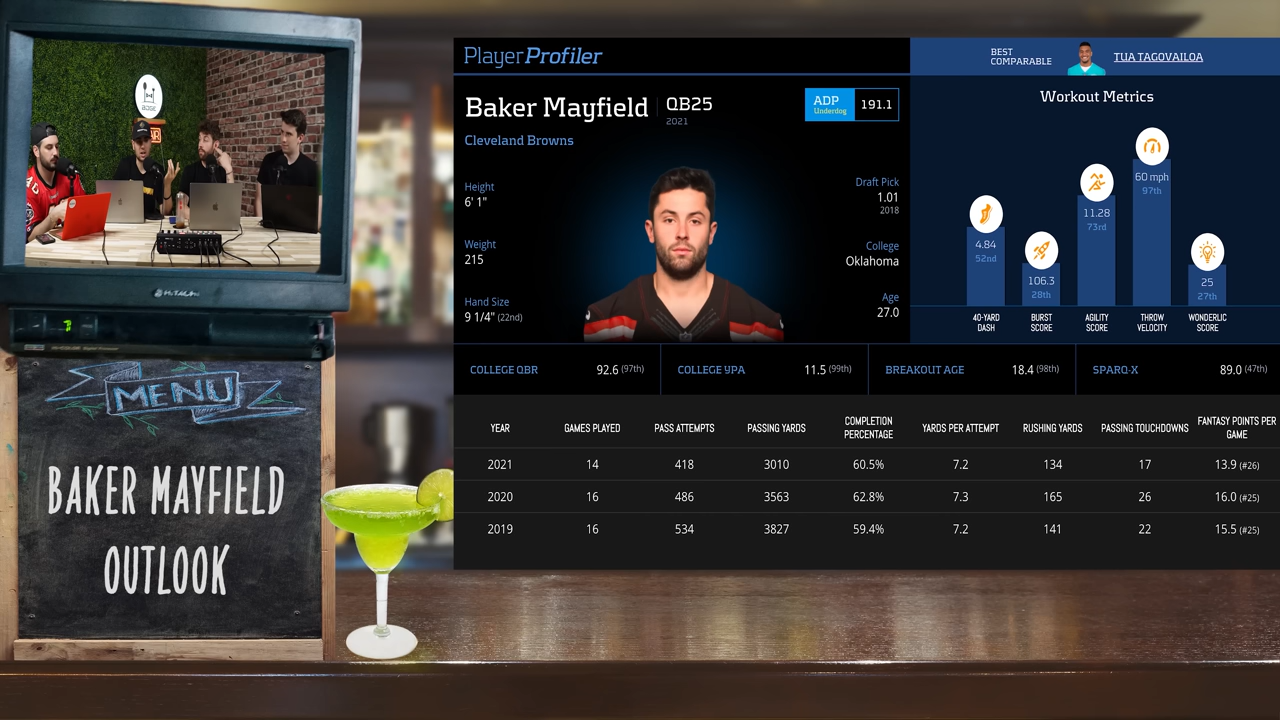 BOGE
BAR
HITACHI
MENU
BAKER MAYFIELD
OUTLOOK
PlayerProfiler
BEST
COMPARABLE
TUA TAGOVAILOA
Baker Mayfield QB25
2021
ADP
Underdog
191.1
Cleveland Browns
Height
6' 1"
Weight
215
Hand Size
9 1/4" (22nd)
Draft Pick
1.01
2018
College
Oklahoma
Age
27.0
Workout Metrics
4.84
52nd
106.3
28th
11.28
73rd
60 mph
97th
25
27th
40-YARD
DASH
BURST
SCORE
AGILITY
SCORE
THROW
VELOCITY
WONDERLIC
SCORE
COLLEGE QBR 92.6 (97th)
COLLEGE YPA 11.5 (99th)
BREAKOUT AGE 18.4 (98th)
SPARQ-X 89.0 (47th)
YEAR GAMES PLAYED PASS ATTEMPTS PASSING YARDS COMPLETION PERCENTAGE YARDS PER ATTEMPT RUSHING YARDS PASSING TOUCHDOWNS FANTASY POINTS PER GAME
2021 14 418 3010 60.5% 7.2 134 17 13.9 (#26)
2020 16 486 3563 62.8% 7.3 165 26 16.0 (#25)
2019 16 534 3827 59.4% 7.2 141 22 15.5 (#25)